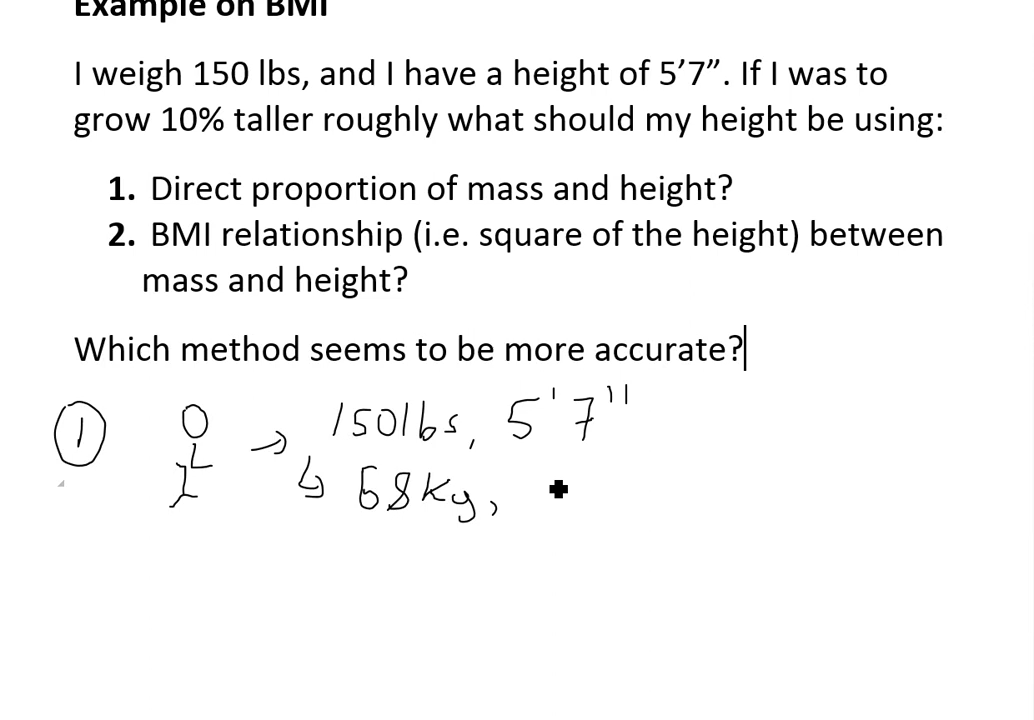 Example on BMI
I weigh 150 lbs, and I have a height of 5’7”. If I was to
grow 10% taller roughly what should my height be using:
1. Direct proportion of mass and height?
2. BMI relationship (i.e. square of the height) between
mass and height?
Which method seems to be more accurate?
1 → 150lbs, 5'7"
↳ 68kg,